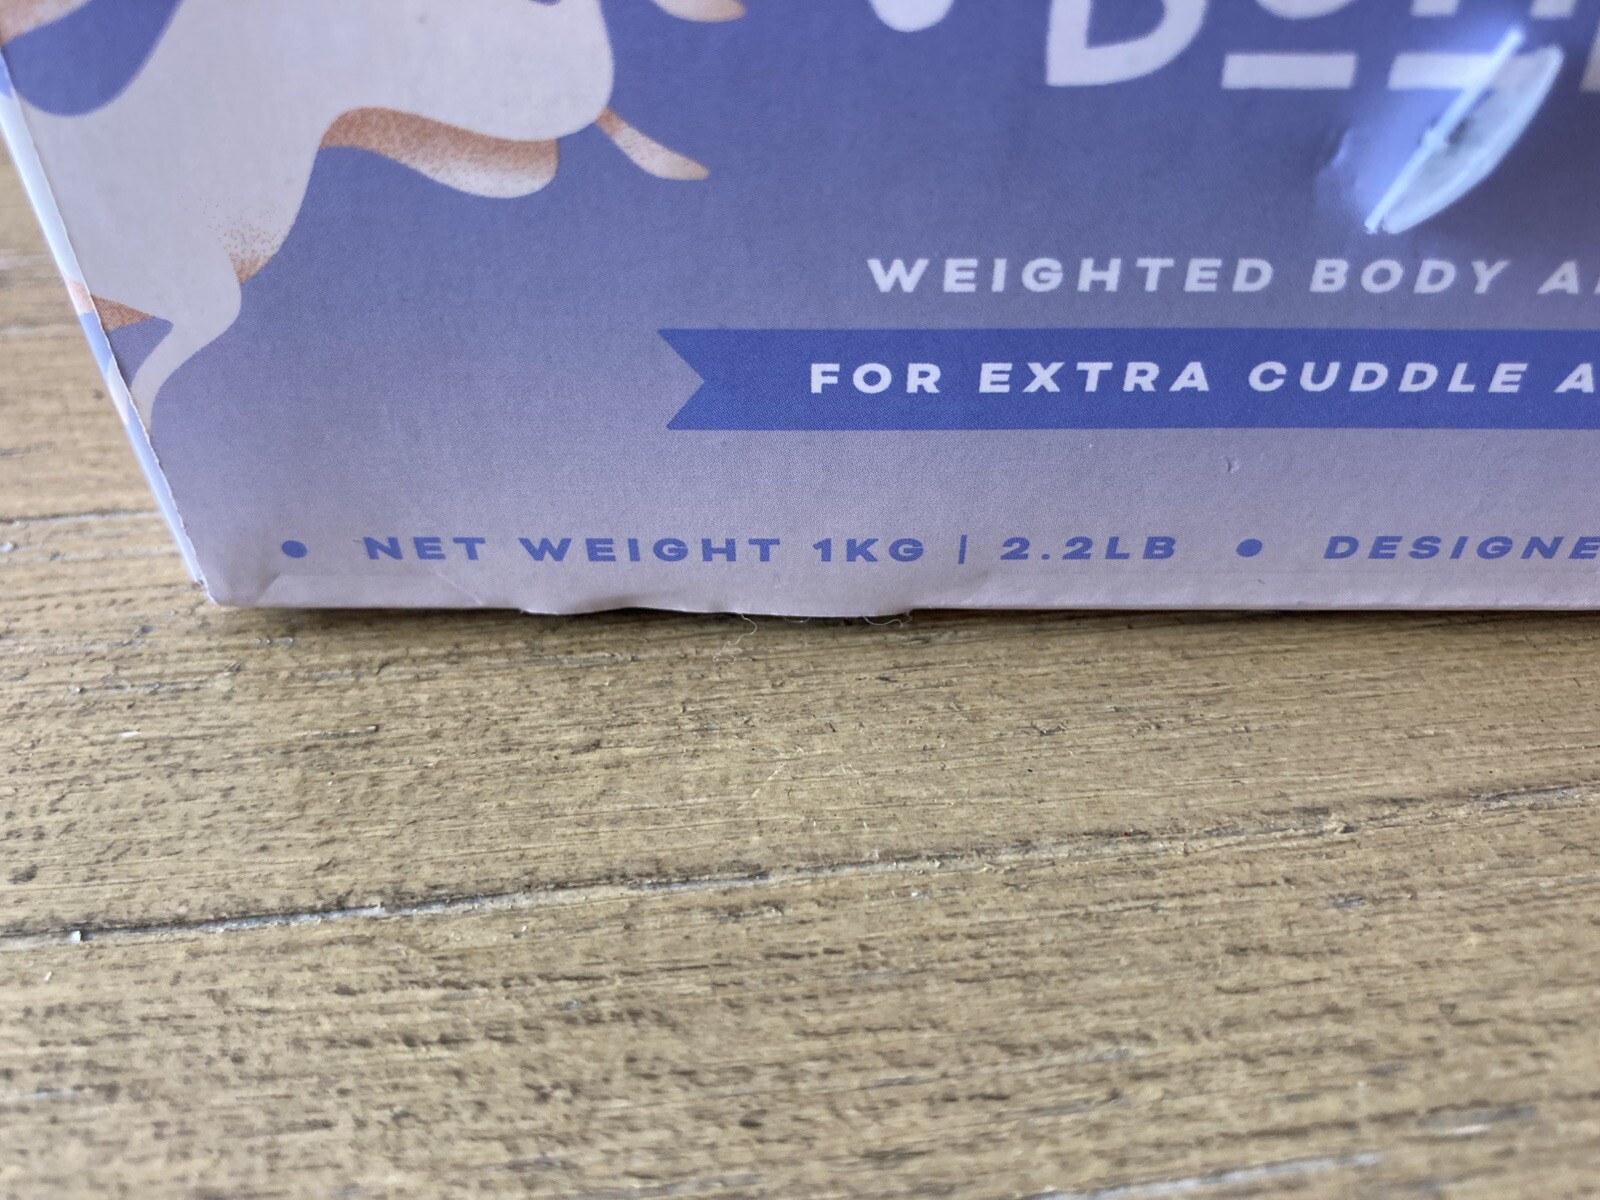 WEIGHTED BODY
FOR EXTRA CUDDLE
• NET WEIGHT 1KG | 2.2LB •